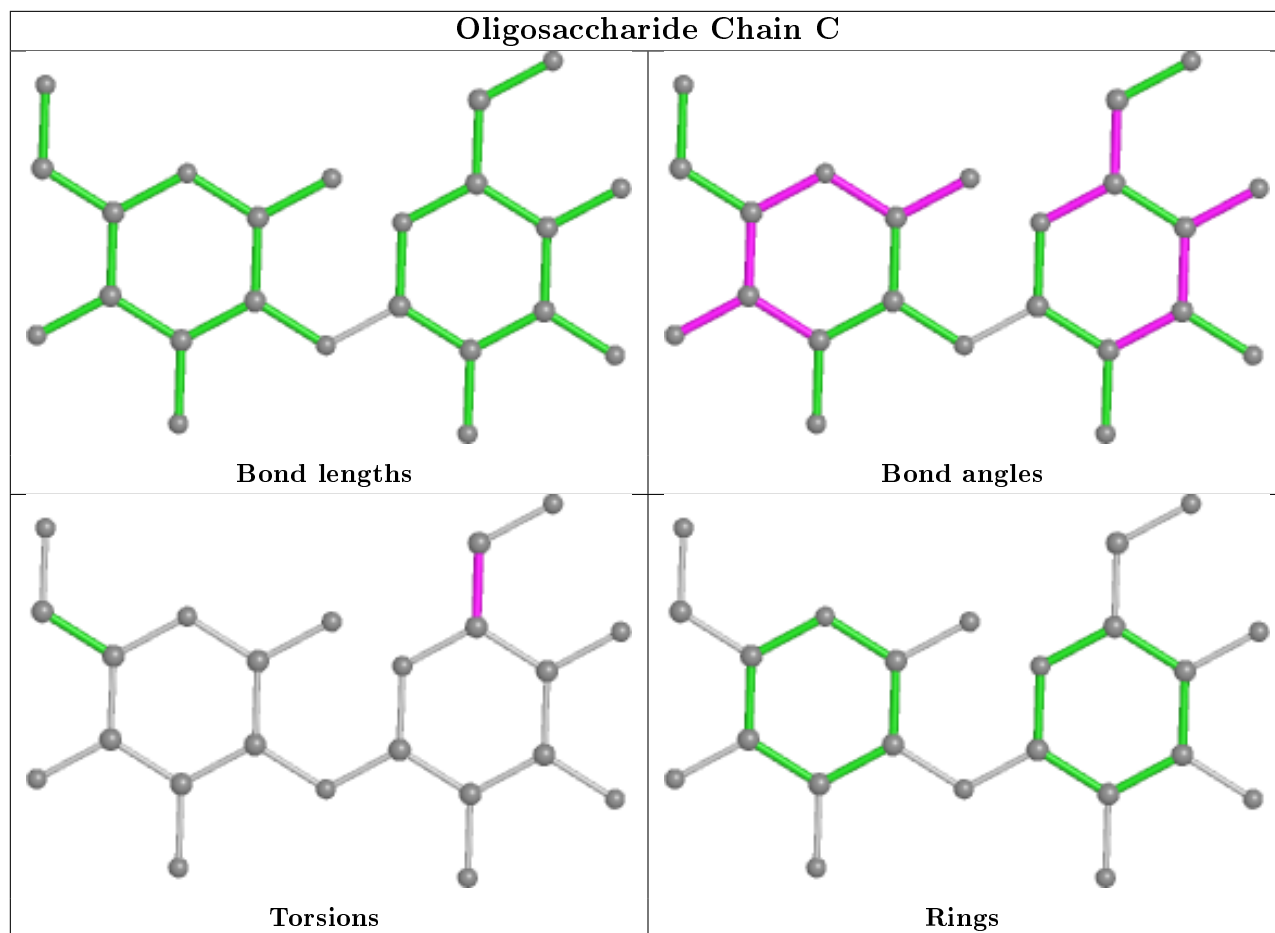 Oligosaccharide Chain C
Bond lengths
Bond angles
Torsions
Rings